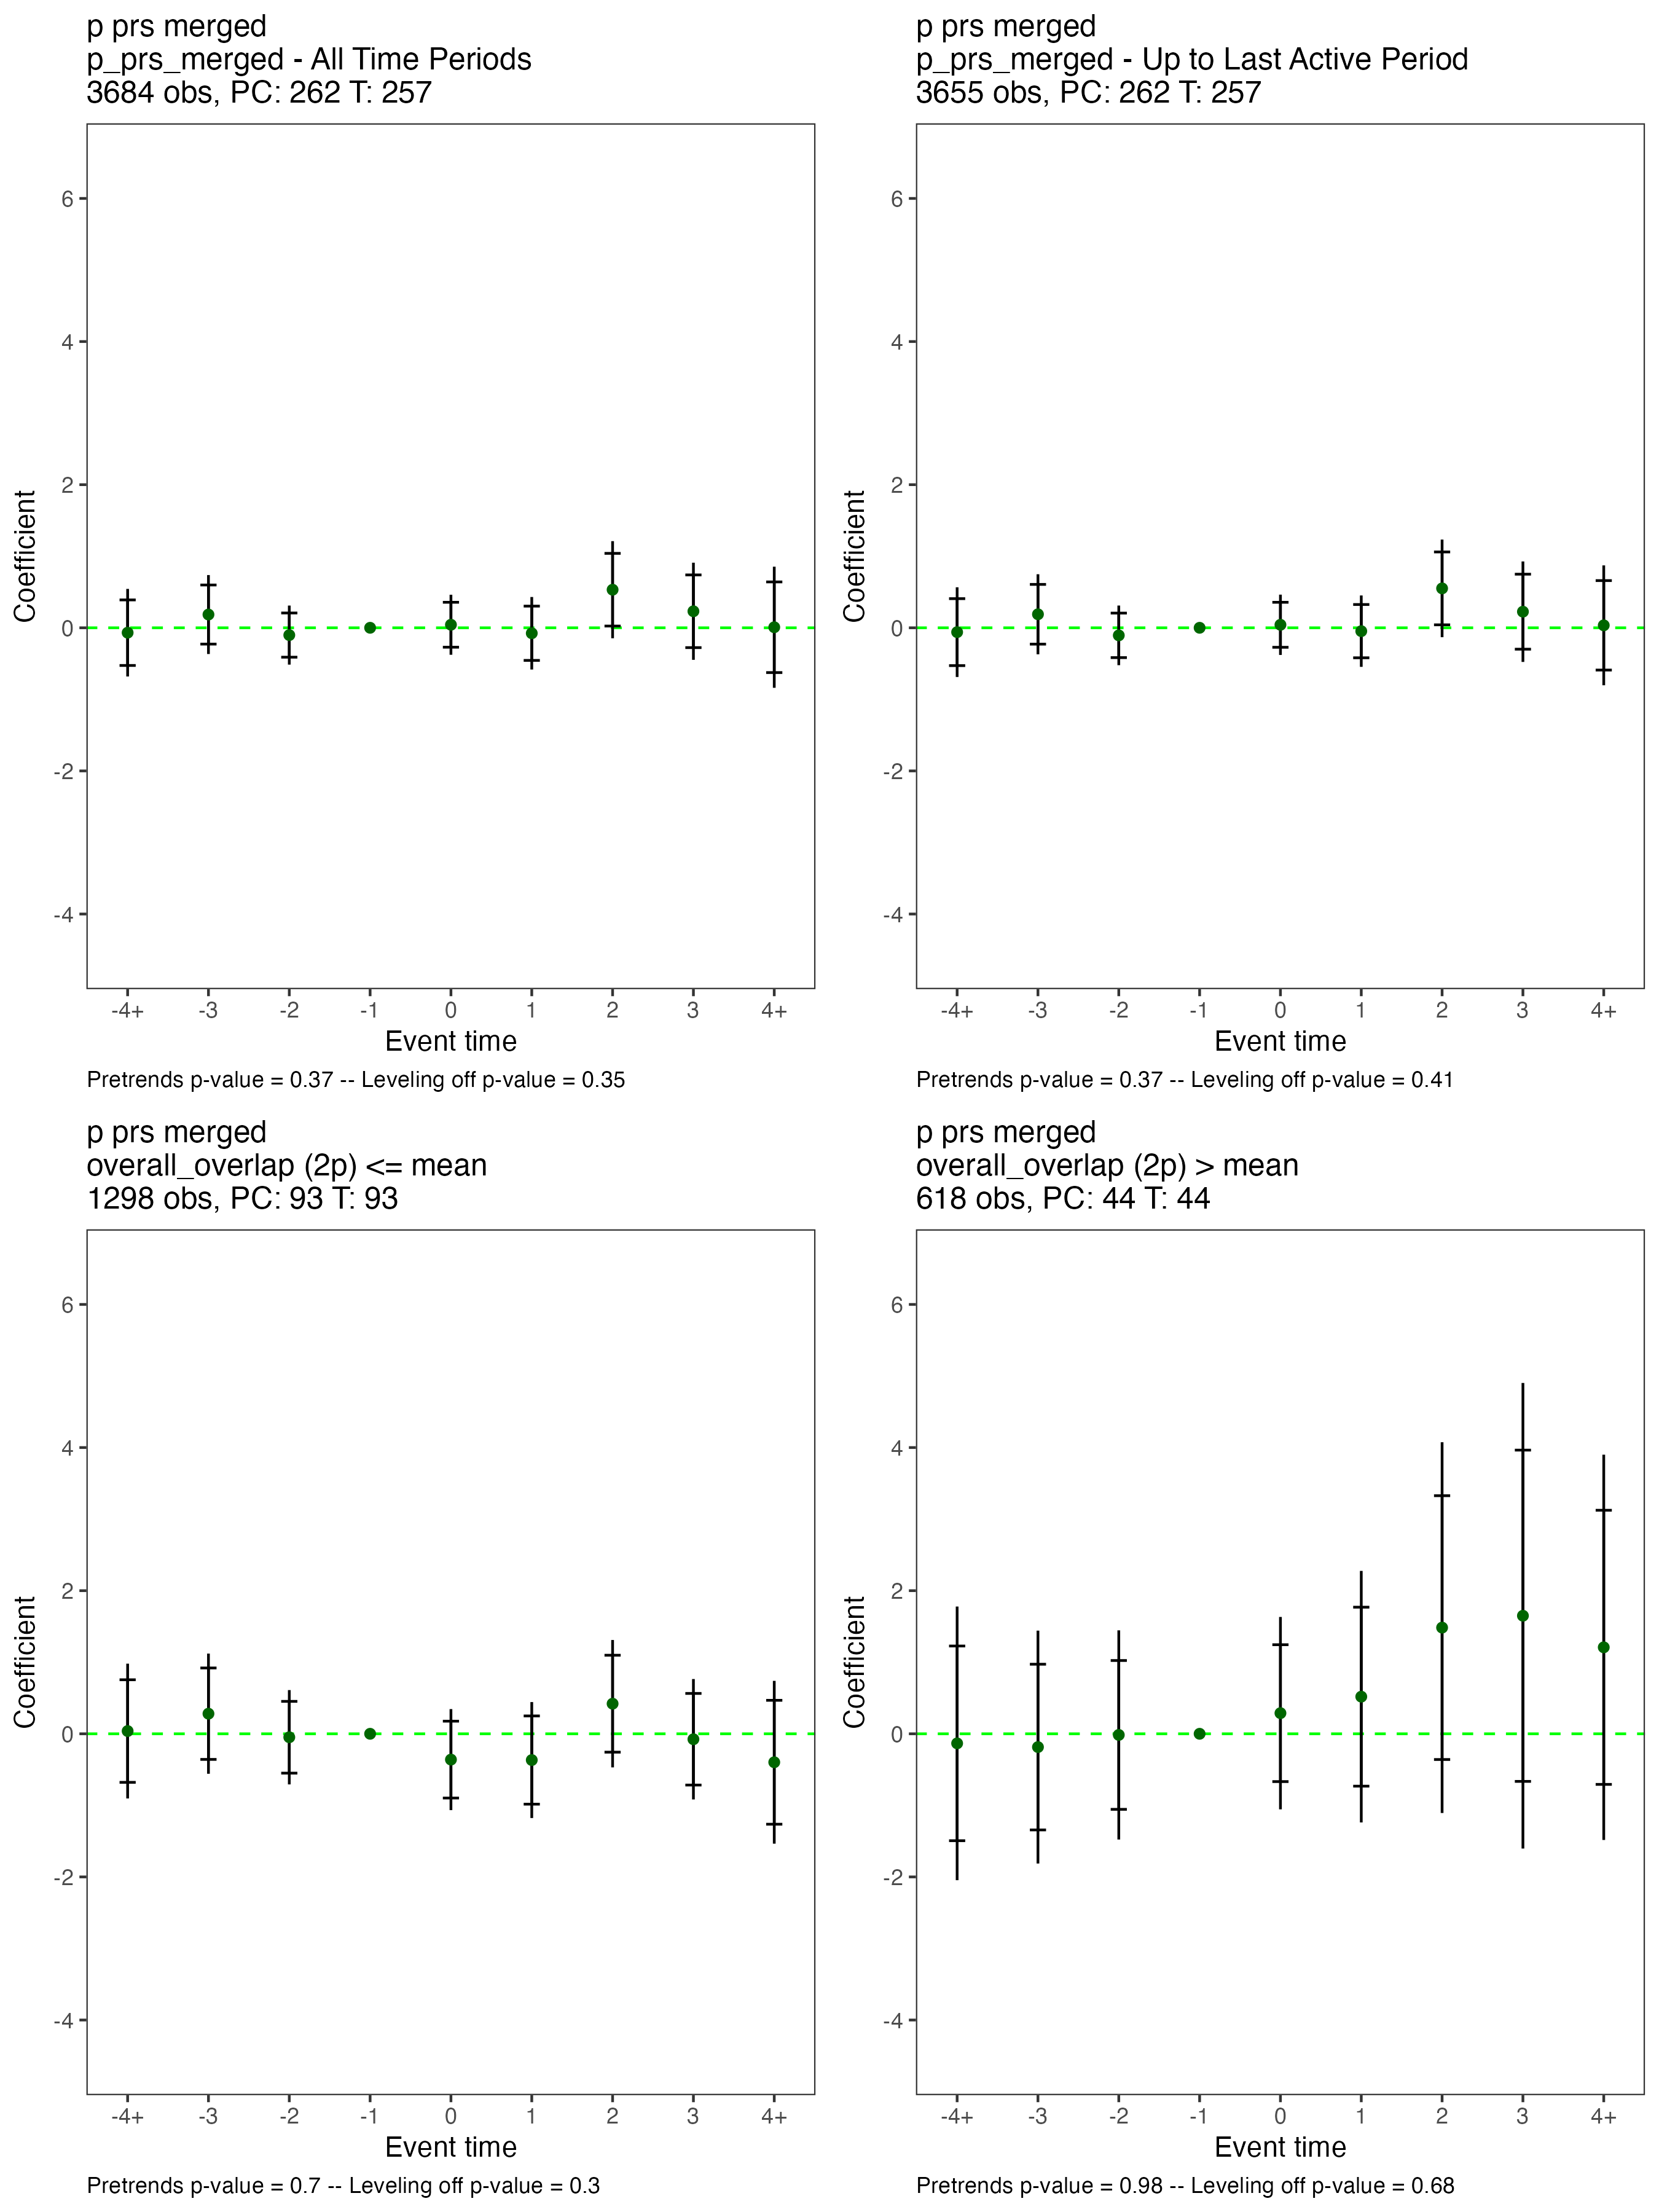 p prs merged
p_prs_merged - All Time Periods
3684 obs, PC: 262 T: 257
6
4
2
0
-2
-4
Coefficient
-4+ -3 -2 -1 0 1 2 3 4+
Event time
Pretrends p-value = 0.37 -- Leveling off p-value = 0.35
p prs merged
p_prs_merged - Up to Last Active Period
3655 obs, PC: 262 T: 257
6
4
2
0
-2
-4
Coefficient
-4+ -3 -2 -1 0 1 2 3 4+
Event time
Pretrends p-value = 0.37 -- Leveling off p-value = 0.41
p prs merged
overall_overlap (2p) <= mean
1298 obs, PC: 93 T: 93
6
4
2
0
-2
-4
Coefficient
-4+ -3 -2 -1 0 1 2 3 4+
Event time
Pretrends p-value = 0.7 -- Leveling off p-value = 0.3
p prs merged
overall_overlap (2p) > mean
618 obs, PC: 44 T: 44
6
4
2
0
-2
-4
Coefficient
-4+ -3 -2 -1 0 1 2 3 4+
Event time
Pretrends p-value = 0.98 -- Leveling off p-value = 0.68